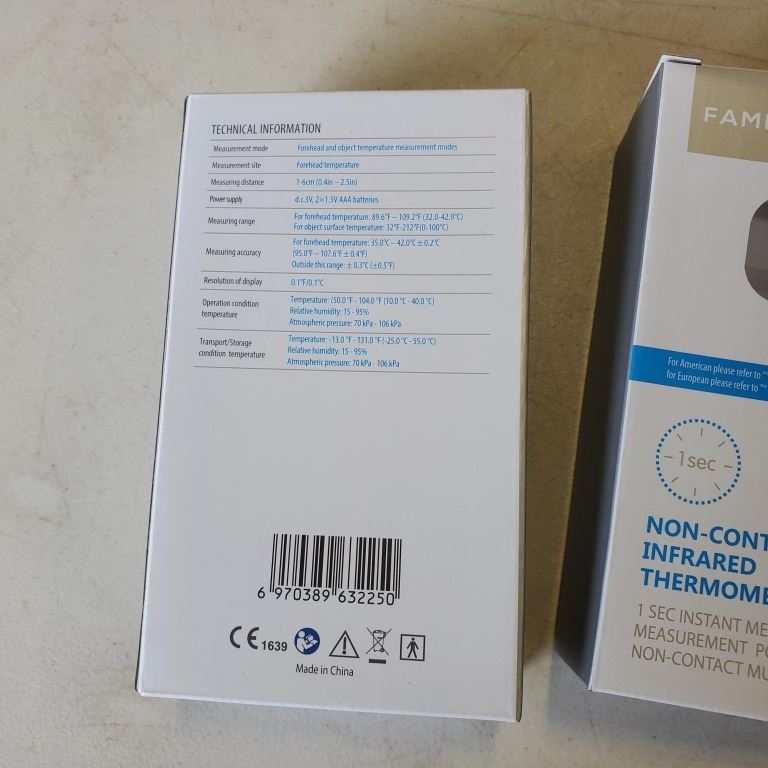 TECHNICAL INFORMATION
Measurement mode Forehead and object temperature measurement modes
Measurement site Forehead temperature
Measuring distance 1-6cm (0.4in – 2.5in)
Power supply d.c.3V, 2×1.5V AAA batteries
Measuring range For forehead temperature: 89.6°F – 109.2°F (32.0-42.9°C)
For object surface temperature: 32°F-212°F(0-100°C)
Measuring accuracy For forehead temperature: 35.0°C – 42.0°C ± 0.2°C
(95.0°F – 107.6°F ± 0.4°F)
Outside this range: ± 0.3°C (±0.5°F)
Resolution of display 0.1°F/0.1°C
Operation condition temperature Temperature: (50.0 °F - 104.0 °F (10.0 °C - 40.0°C)
Relative humidity: 15 - 95%
Atmospheric pressure: 70 kPa - 106 kPa
Transport/Storage condition temperature Temperature: -13.0 °F - 131.0 °F (-25.0 °C - 55.0 °C)
Relative humidity: 15 - 95%
Atmospheric pressure: 70 kPa - 106 kPa
6 970389 632250
CE 1639
Made in China
FAM
For American please refer to "°
for European please refer to "°
1sec
NON-CONT
INFRARED
THERMOME
1 SEC INSTANT ME
MEASUREMENT PO
NON-CONTACT MU